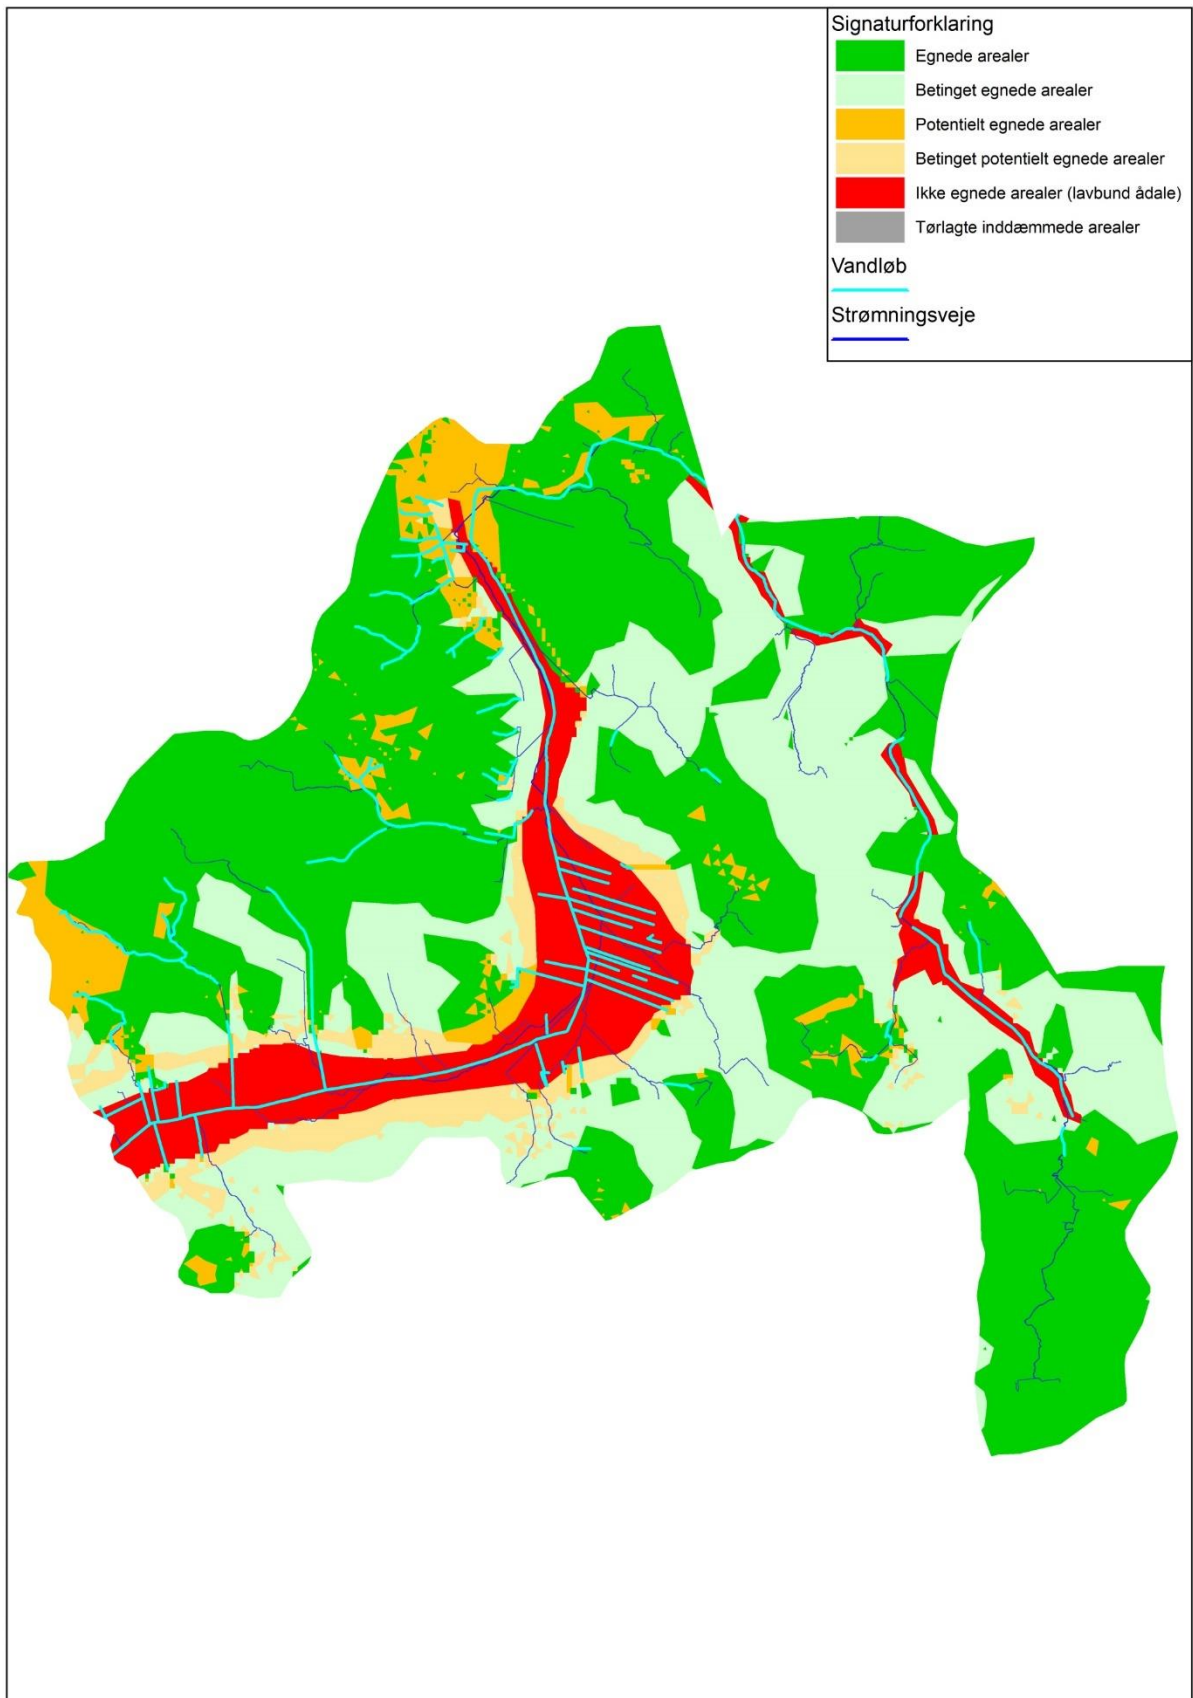 Signaturforklaring
Egnede arealer
Betinget egnede arealer
Potentielt egnede arealer
Betinget potentielt egnede arealer
Ikke egnede arealer (lavbund ådale)
Tørlagte inddæmmede arealer
Vandløb
Strømningsveje